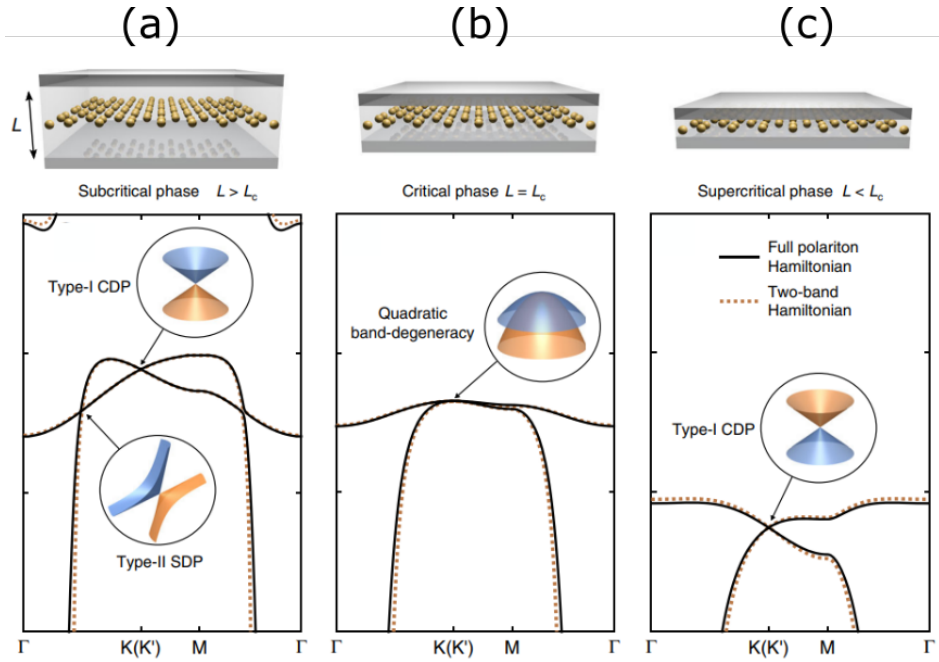 (a)
(b)
(c)
L
Subcritical phase L > Lc
Critical phase L = Lc
Supercritical phase L < Lc
Type-I CDP
Type-II SDP
Quadratic
band-degeneracy
Full polariton
Hamiltonian
Two-band
Hamiltonian
Type-I CDP
Γ K(K') M Γ
Γ K(K') M Γ
Γ K(K') M Γ